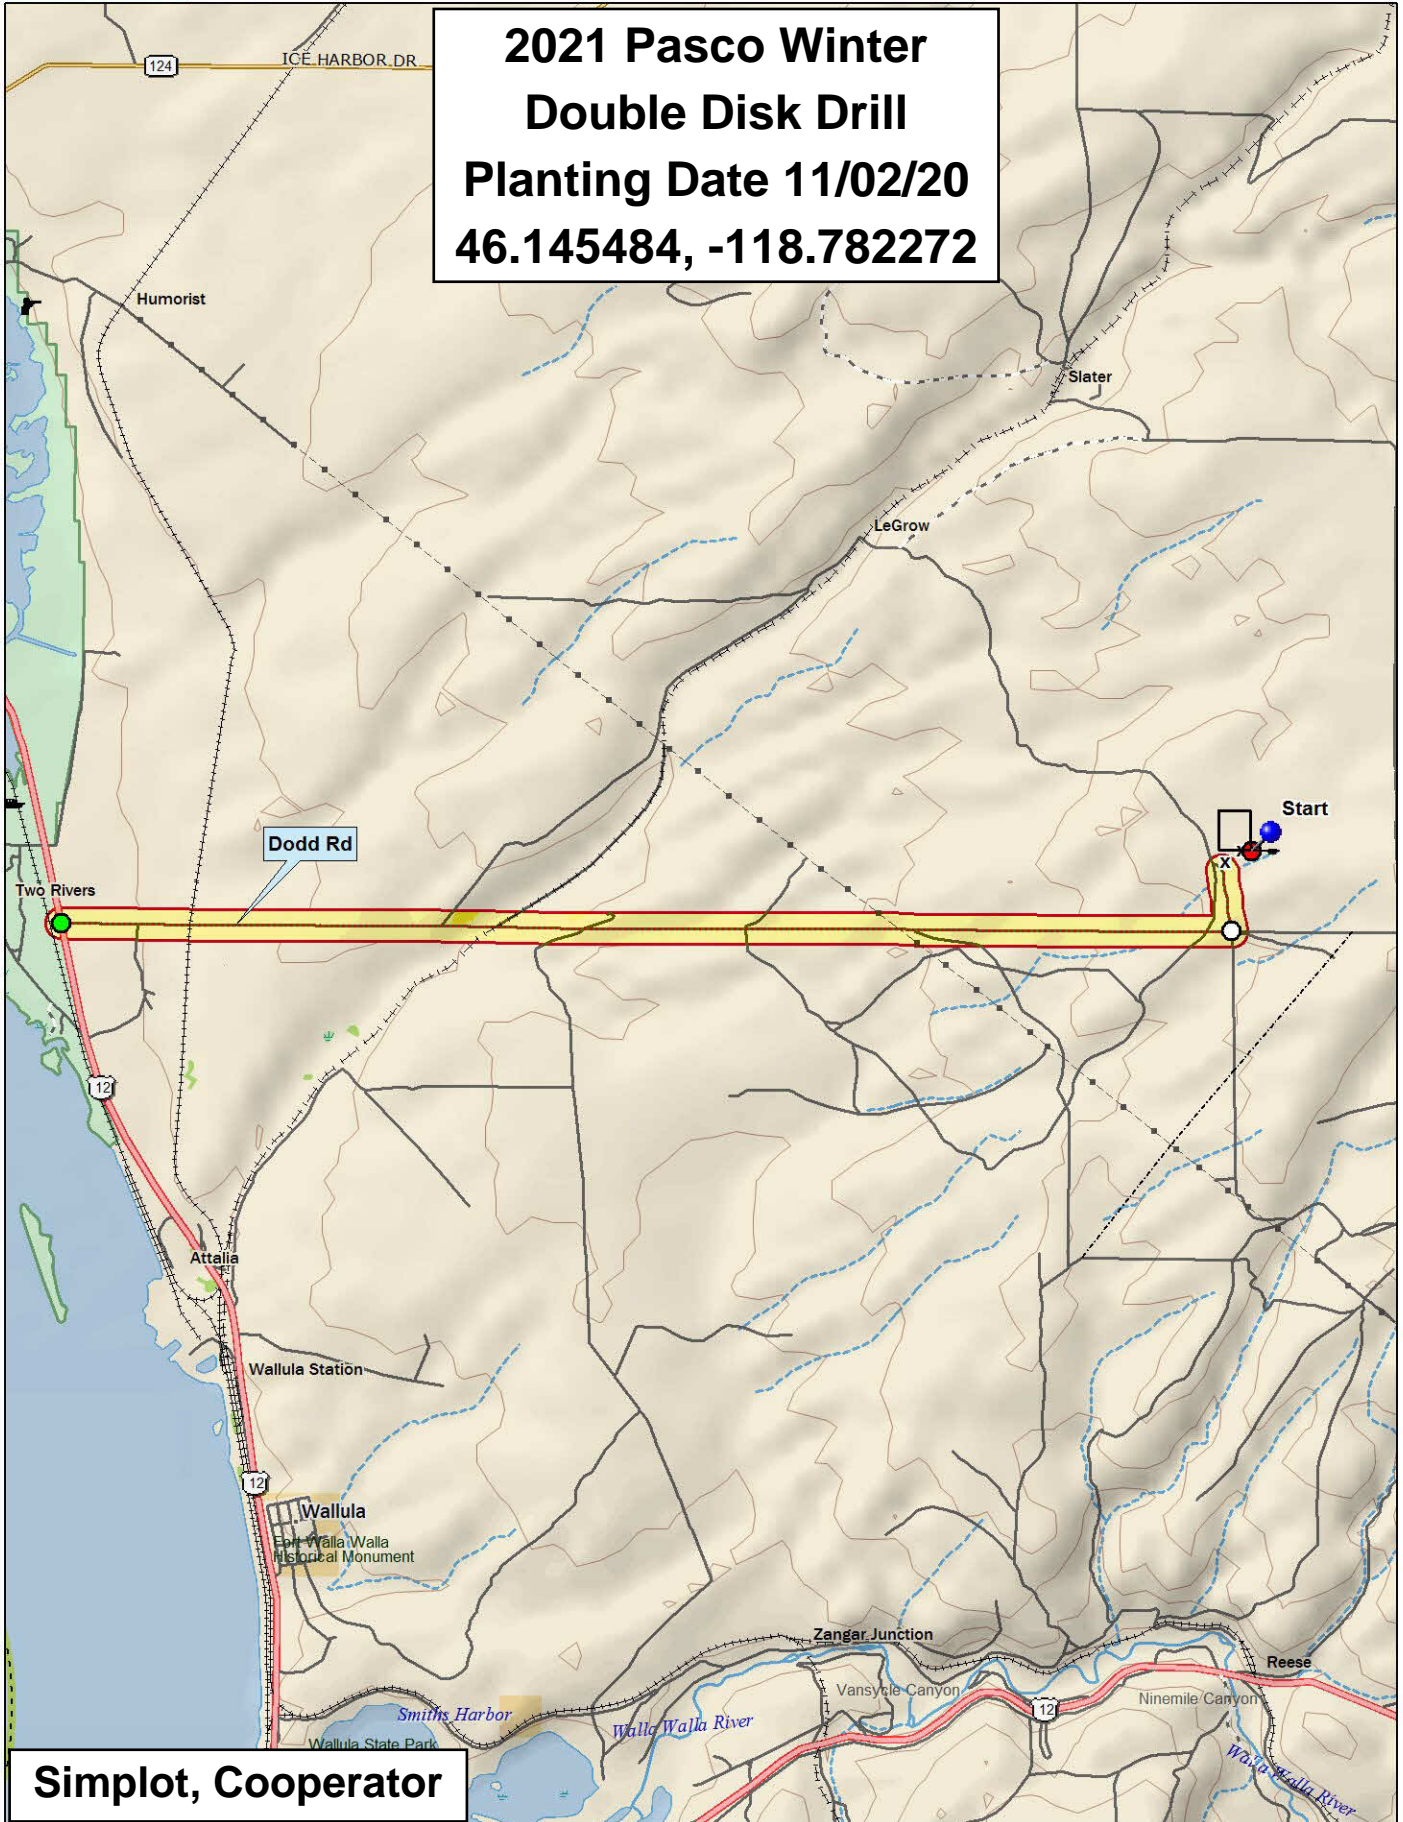 2021 Pasco Winter
Double Disk Drill
Planting Date 11/02/20
46.145484, -118.782272
124
ICE HARBOR DR
Humorist
Slater
LeGrow
Start
x
x
Dodd Rd
Two Rivers
12
Attalia
Wallula Station
12
Wallula
Fort Walla Walla
Historical Monument
Zangar Junction
Reese
Vansycle Canyon
Ninemile Canyon
12
Smiths Harbor
Walla Walla River
Wallula State Park
Walla Walla River
Simplot, Cooperator